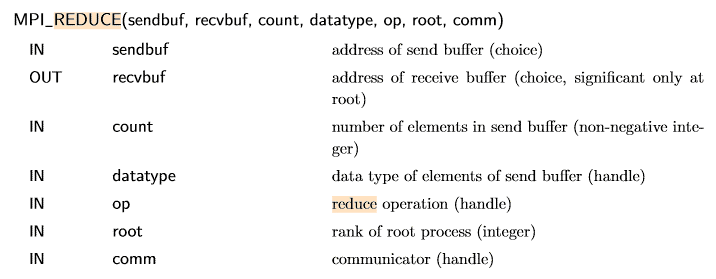 MPI_REDUCE(sendbuf, recvbuf, count, datatype, op, root, comm)
IN sendbuf address of send buffer (choice)
OUT recvbuf address of receive buffer (choice, significant only at
root)
IN count number of elements in send buffer (non-negative inte-
ger)
IN datatype data type of elements of send buffer (handle)
IN op reduce operation (handle)
IN root rank of root process (integer)
IN comm communicator (handle)